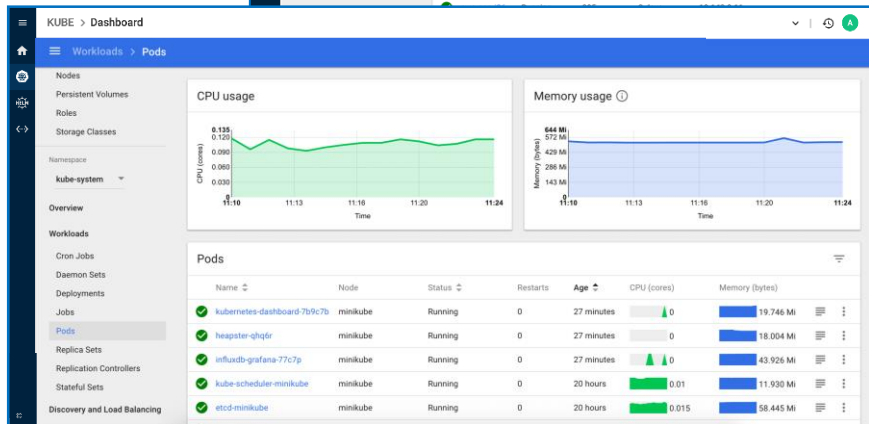 KUBE > Dashboard
A
Workloads > Pods
HELM
Nodes
Persistent Volumes
Roles
Storage Classes
Namespace
kube-system
Overview
Workloads
Cron Jobs
Daemon Sets
Deployments
Jobs
Pods
Replica Sets
Replication Controllers
Stateful Sets
Discovery and Load Balancing
CPU usage
CPU (cores)
0.135
0.120
0.090
0.060
0.030
0
11:10 11:13 11:16 11:20 11:24
Time
Memory usage
Memory (bytes)
644 Mi
572 Mi
429 Mi
286 Mi
143 Mi
0
11:10 11:13 11:16 11:20 11:24
Time
Pods
Name Node Status Restarts Age CPU (cores) Memory (bytes)
kubernetes-dashboard-7b9c7b minikube Running 0 27 minutes 0 19.746 Mi
heapster-qhq6r minikube Running 0 27 minutes 0 18.004 Mi
influxdb-grafana-77c7p minikube Running 0 27 minutes 0 43.926 Mi
kube-scheduler-minikube minikube Running 0 20 hours 0.01 11.930 Mi
etcd-minikube minikube Running 0 20 hours 0.015 58.445 Mi